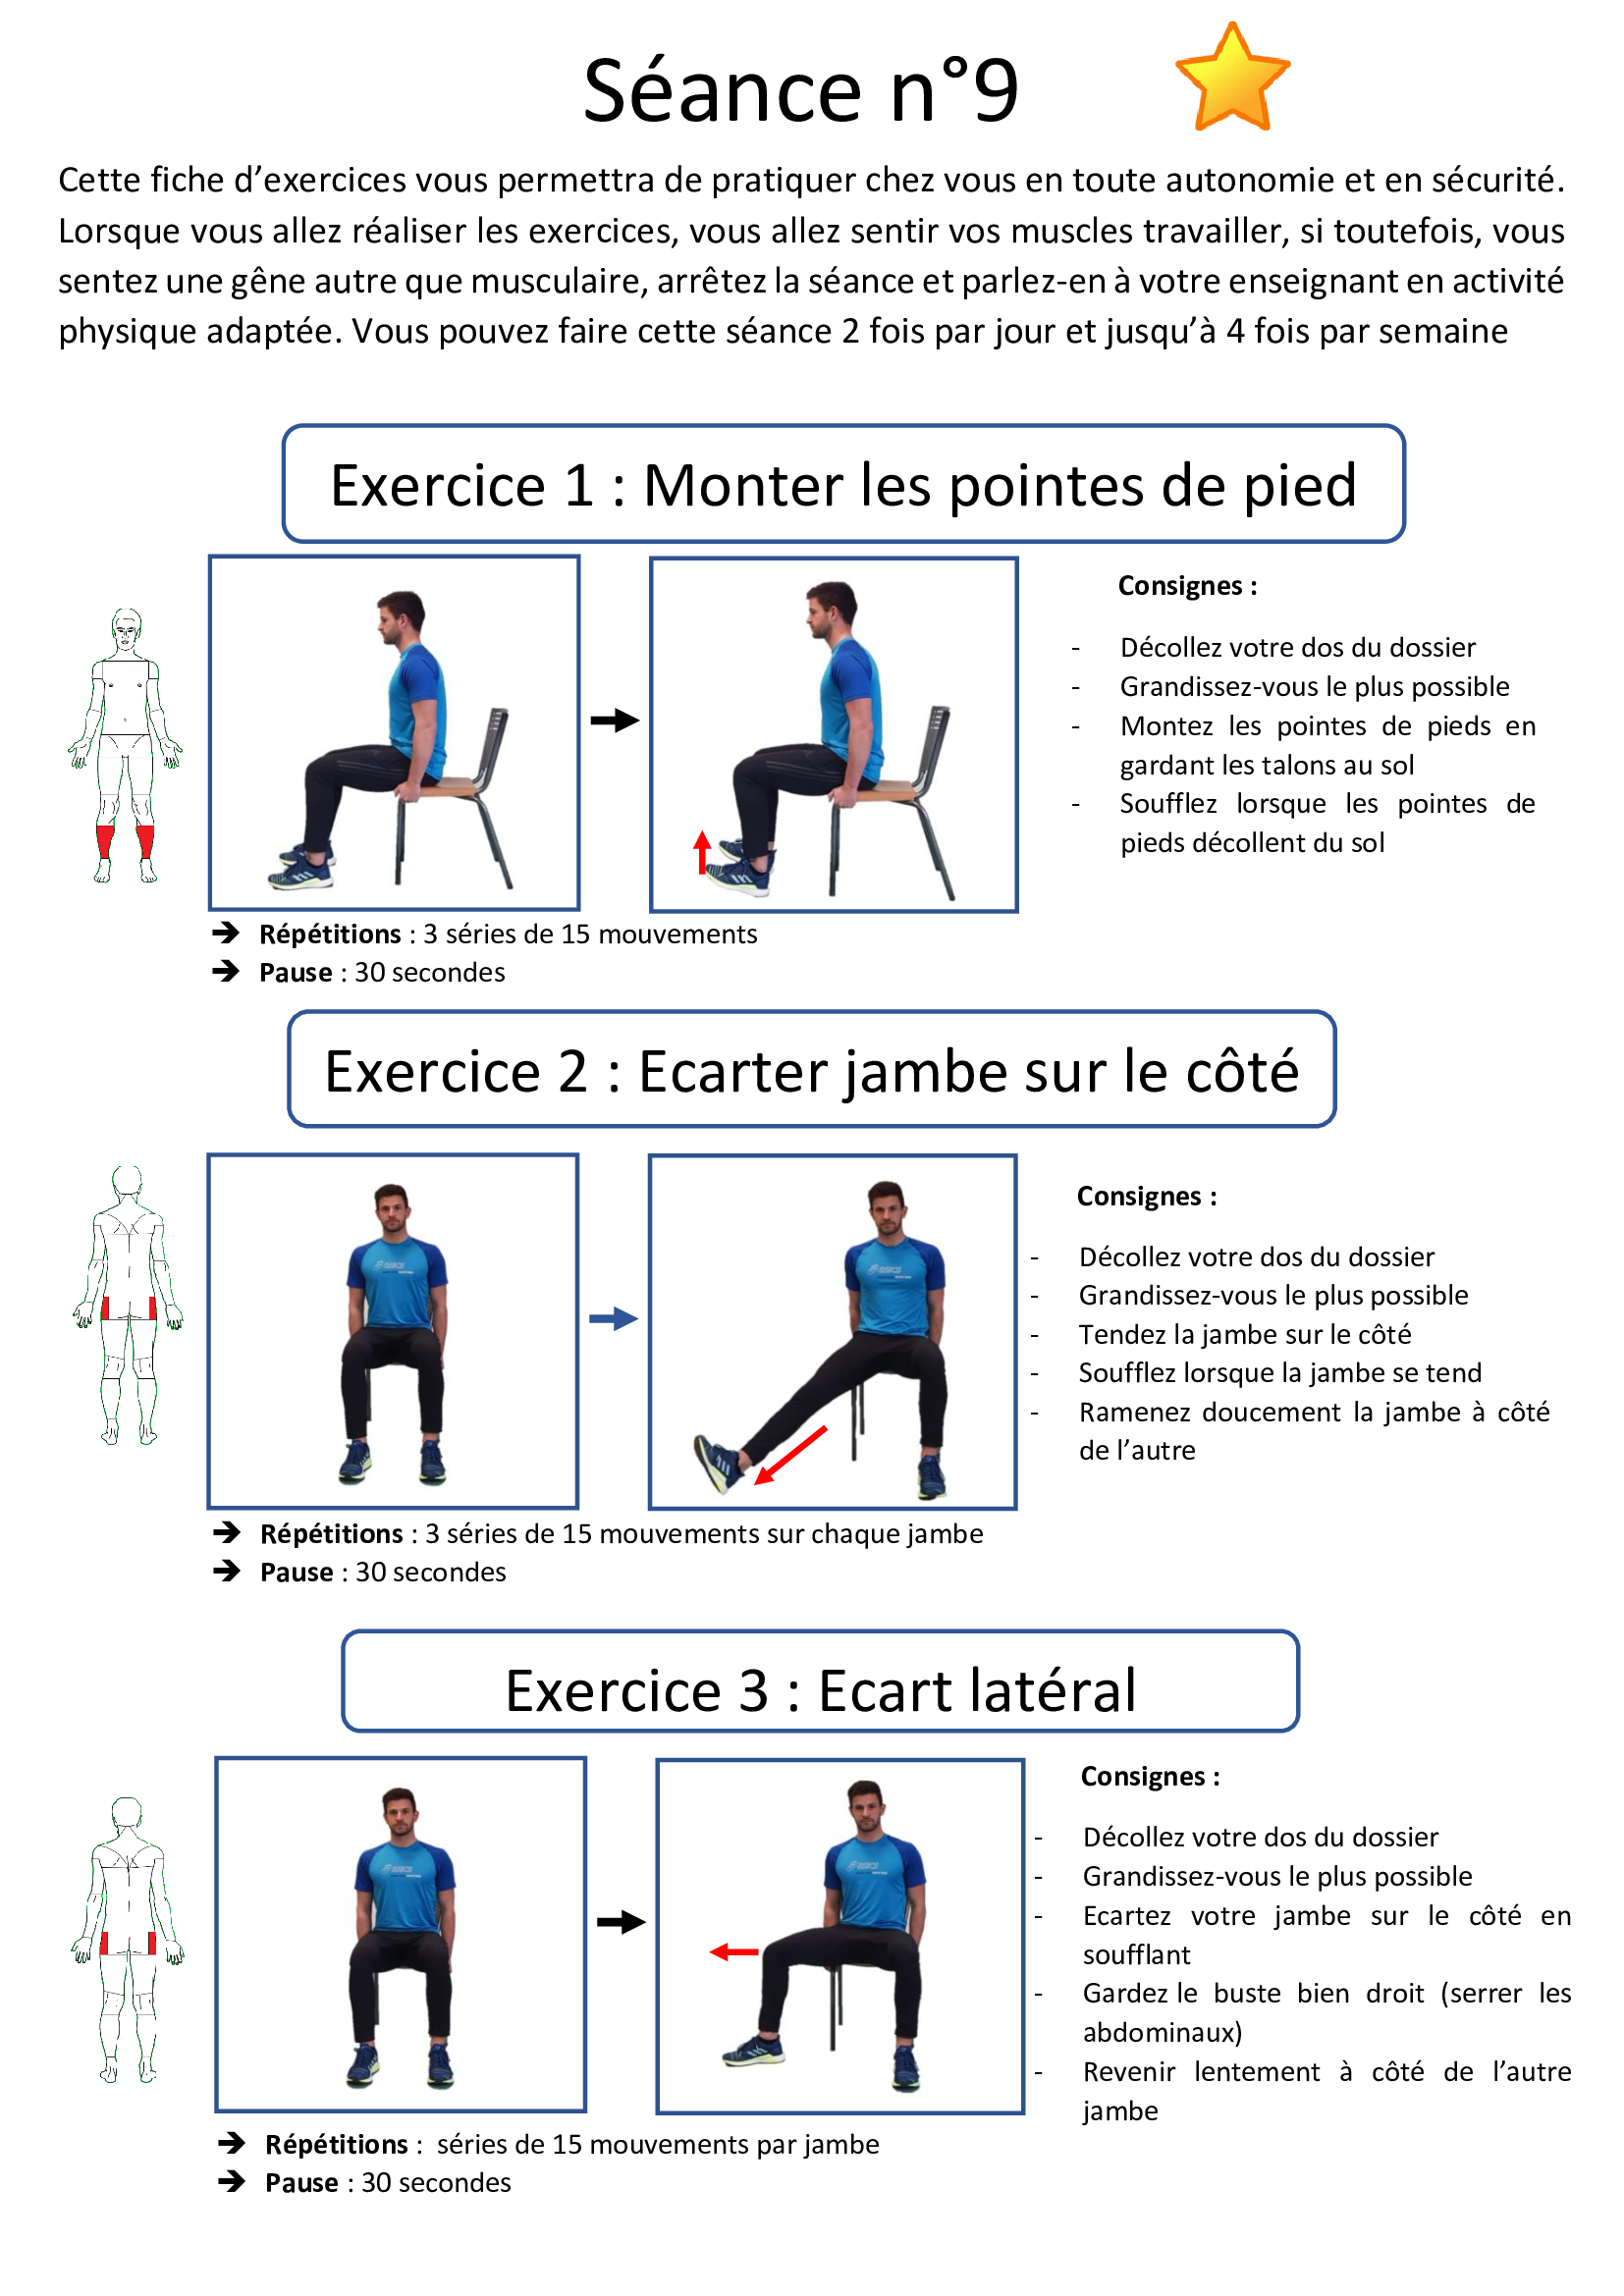 Séance n°9
Cette fiche d’exercices vous permettra de pratiquer chez vous en toute autonomie et en sécurité.
Lorsque vous allez réaliser les exercices, vous allez sentir vos muscles travailler, si toutefois, vous
sentez une gêne autre que musculaire, arrêtez la séance et parlez-en à votre enseignant en activité
physique adaptée. Vous pouvez faire cette séance 2 fois par jour et jusqu’à 4 fois par semaine
Exercice 1 : Monter les pointes de pied
Consignes :
- Décollez votre dos du dossier
- Grandissez-vous le plus possible
- Montez les pointes de pieds en
gardant les talons au sol
- Soufflez lorsque les pointes de
pieds décollent du sol
➔ Répétitions : 3 séries de 15 mouvements
➔ Pause : 30 secondes
Exercice 2 : Ecarter jambe sur le côté
Consignes :
- Décollez votre dos du dossier
- Grandissez-vous le plus possible
- Tendez la jambe sur le côté
- Soufflez lorsque la jambe se tend
- Ramenez doucement la jambe à côté
de l’autre
➔ Répétitions : 3 séries de 15 mouvements sur chaque jambe
➔ Pause : 30 secondes
Exercice 3 : Ecart latéral
Consignes :
- Décollez votre dos du dossier
- Grandissez-vous le plus possible
- Ecartez votre jambe sur le côté en
soufflant
- Gardez le buste bien droit (serrer les
abdominaux)
- Revenir lentement à côté de l’autre
jambe
➔ Répétitions : séries de 15 mouvements par jambe
➔ Pause : 30 secondes